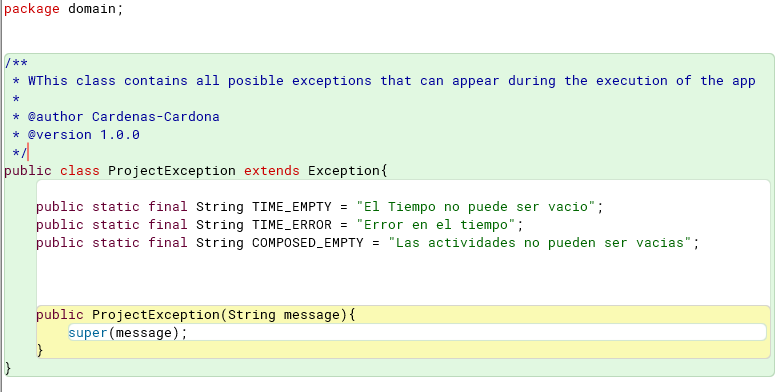 package domain;
/**
 * WThis class contains all posible exceptions that can appear during the execution of the app
 *
 * @author Cardenas-Cardona
 * @version 1.0.0
 */
public class ProjectException extends Exception{
    public static final String TIME_EMPTY = "El Tiempo no puede ser vacio";
    public static final String TIME_ERROR = "Error en el tiempo";
    public static final String COMPOSED_EMPTY = "Las actividades no pueden ser vacias";
    public ProjectException(String message){
        super(message);
    }
}